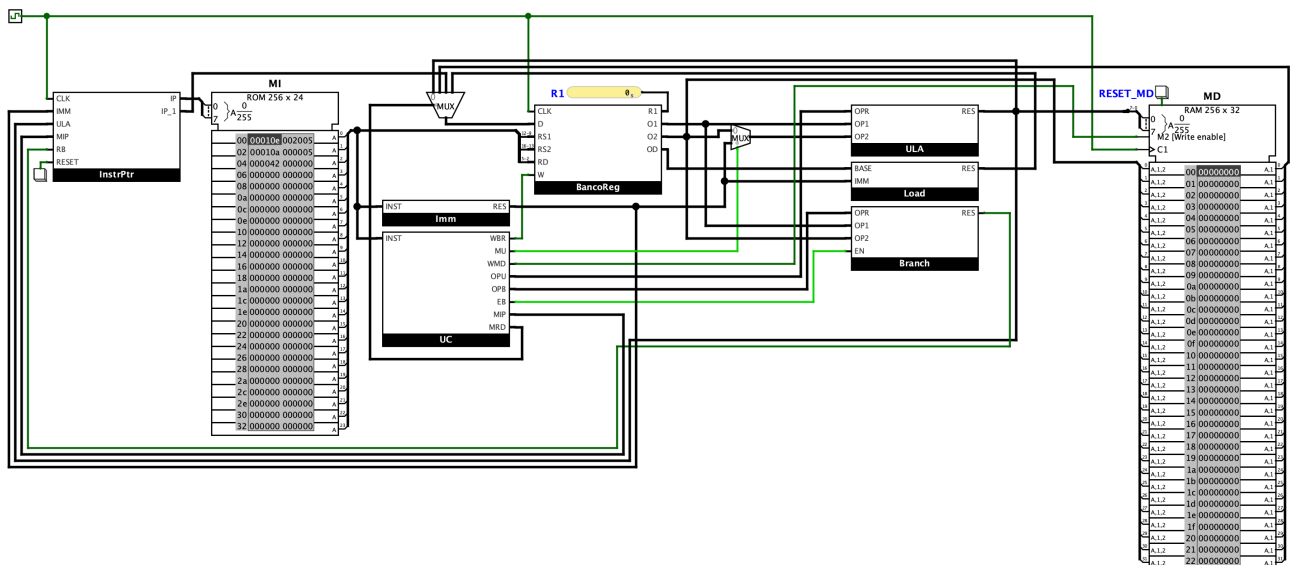 CLK
IMM
ULA
MIP
RB
RESET
IP
IP_1
InstrPtr
MI
ROM 256 x 24
0
7
A 0
255
00 00010e 002005
02 00010a 000005
04 000042 000000
06 000000 000000
08 000000 000000
0a 000000 000000
0c 000000 000000
0e 000000 000000
10 000000 000000
12 000000 000000
14 000000 000000
16 000000 000000
18 000000 000000
1a 000000 000000
1c 000000 000000
1e 000000 000000
20 000000 000000
22 000000 000000
24 000000 000000
26 000000 000000
28 000000 000000
2a 000000 000000
2c 000000 000000
2e 000000 000000
30 000000 000000
32 000000 000000
MUX
R1
0s
CLK
D
RS1
RS2
RD
W
R1
O1
O2
OD
BancoReg
INST
RES
Imm
INST
WBR
MU
WMD
OPU
OPB
EB
MIP
MRD
UC
MUX
OPR
OP1
OP2
RES
ULA
BASE
IMM
RES
Load
OPR
OP1
OP2
EN
RES
Branch
RESET_MD
MD
RAM 256 x 32
0
7
A 0
255
M2 [Write enable]
C1
00 00000000
01 00000000
02 00000000
03 00000000
04 00000000
05 00000000
06 00000000
07 00000000
08 00000000
09 00000000
0a 00000000
0b 00000000
0c 00000000
0d 00000000
0e 00000000
0f 00000000
10 00000000
11 00000000
12 00000000
13 00000000
14 00000000
15 00000000
16 00000000
17 00000000
18 00000000
19 00000000
1a 00000000
1b 00000000
1c 00000000
1d 00000000
1e 00000000
1f 00000000
20 00000000
21 00000000
22 00000000